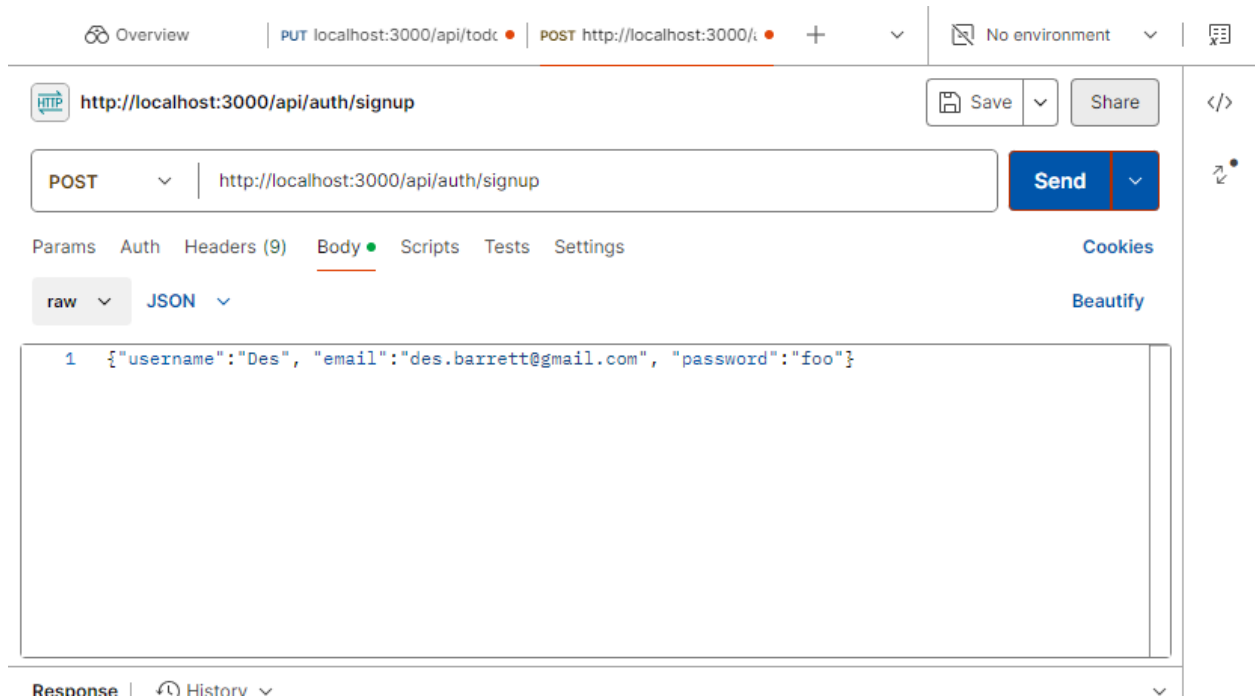 Overview PUT localhost:3000/api/todo POST http://localhost:3000/a No environment
HTTP http://localhost:3000/api/auth/signup Save Share </>
POST http://localhost:3000/api/auth/signup Send
Params Auth Headers (9) Body Scripts Tests Settings Cookies
raw JSON Beautify
1 {"username":"Des", "email":"des.barrett@gmail.com", "password":"foo"}
Response History